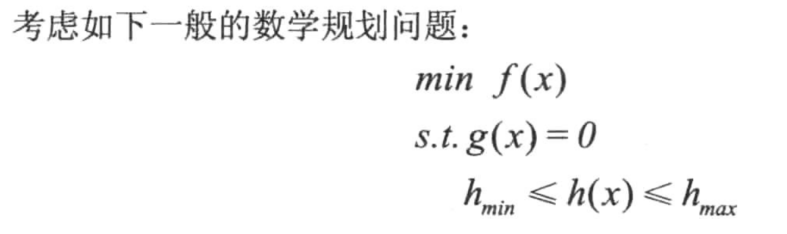 考虑如下一般的数学规划问题：
min f(x)
s.t. g(x) = 0
h_min ⩽ h(x) ⩽ h_max